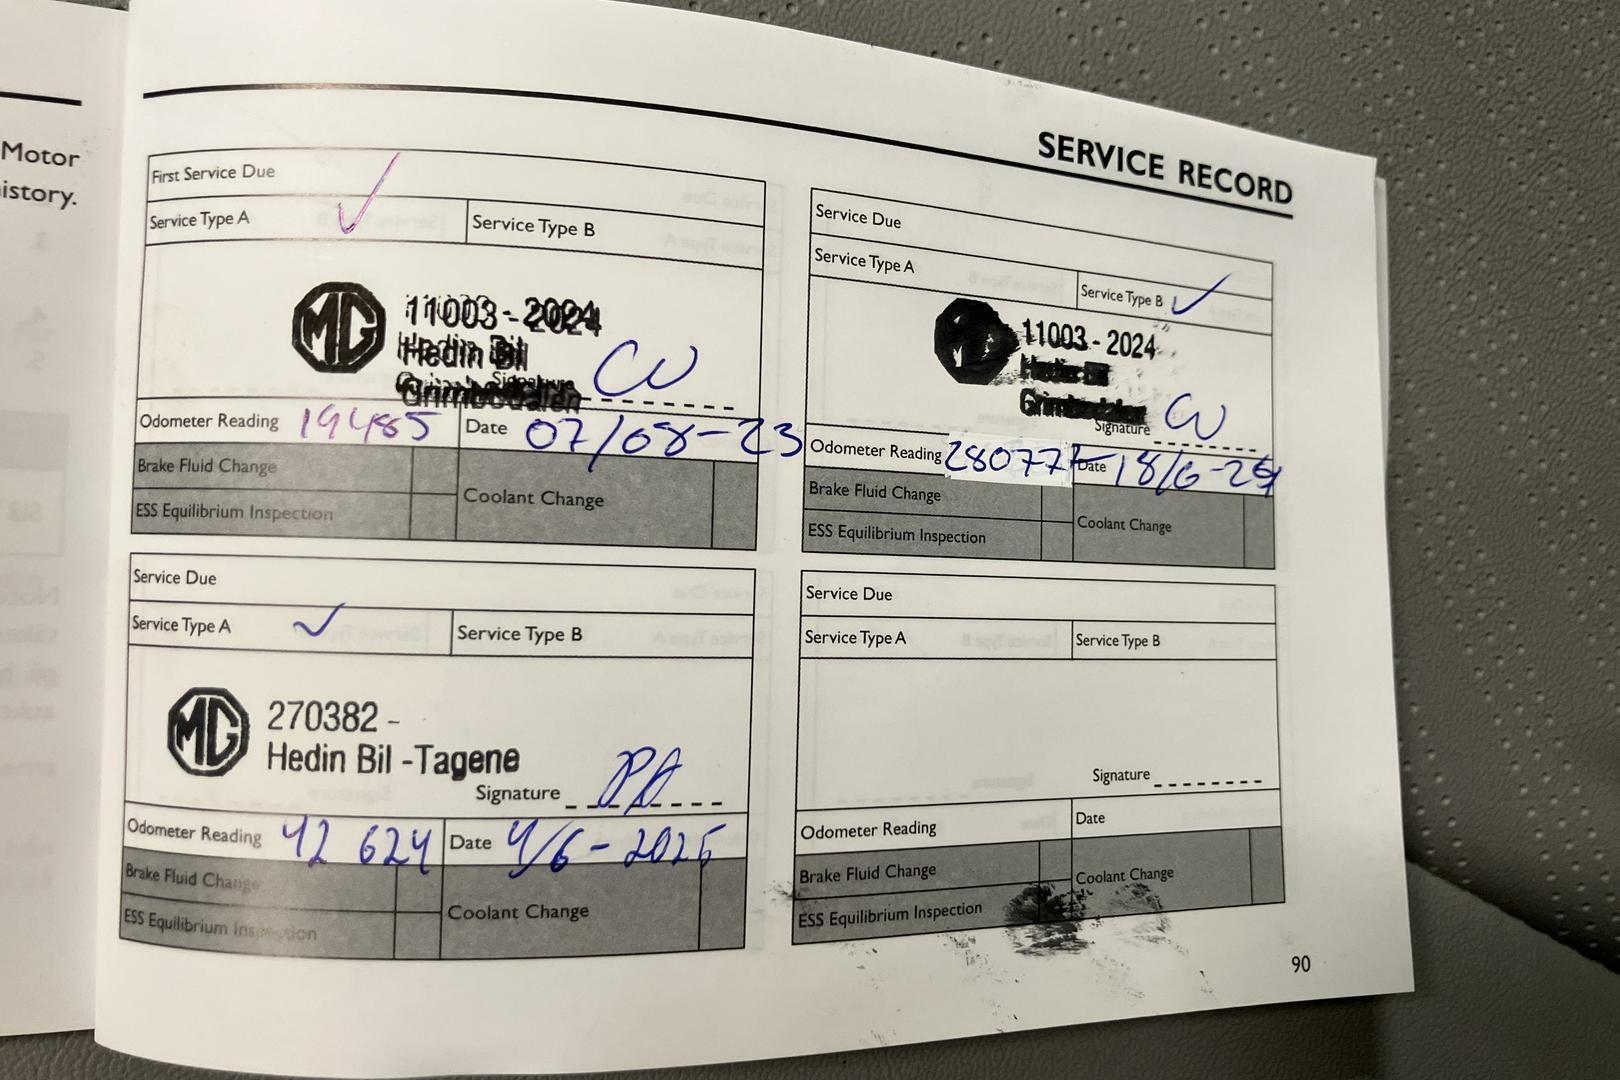 Motor
istory.
SERVICE RECORD
First Service Due
Service Type A ✓
Service Type B
MG
11003 - 2024
Hedin Bil
Grimbodalen
Signature CW
Odometer Reading 19485
Date 07/08-23
Brake Fluid Change
Coolant Change
ESS Equilibrium Inspection
Service Due
Service Type A
Service Type B ✓
MG
11003 - 2024
Hedin Bil
Grimbodalen
Signature CW
Odometer Reading 28077
Date 18/6-24
Brake Fluid Change
Coolant Change
ESS Equilibrium Inspection
Service Due
Service Type A ✓
Service Type B
MG
270382 -
Hedin Bil -Tagene
Signature
Odometer Reading 42 624
Date 4/6-2025
Brake Fluid Change
Coolant Change
ESS Equilibrium Inspection
Service Due
Service Type A
Service Type B
Signature
Odometer Reading
Date
Brake Fluid Change
Coolant Change
ESS Equilibrium Inspection
90